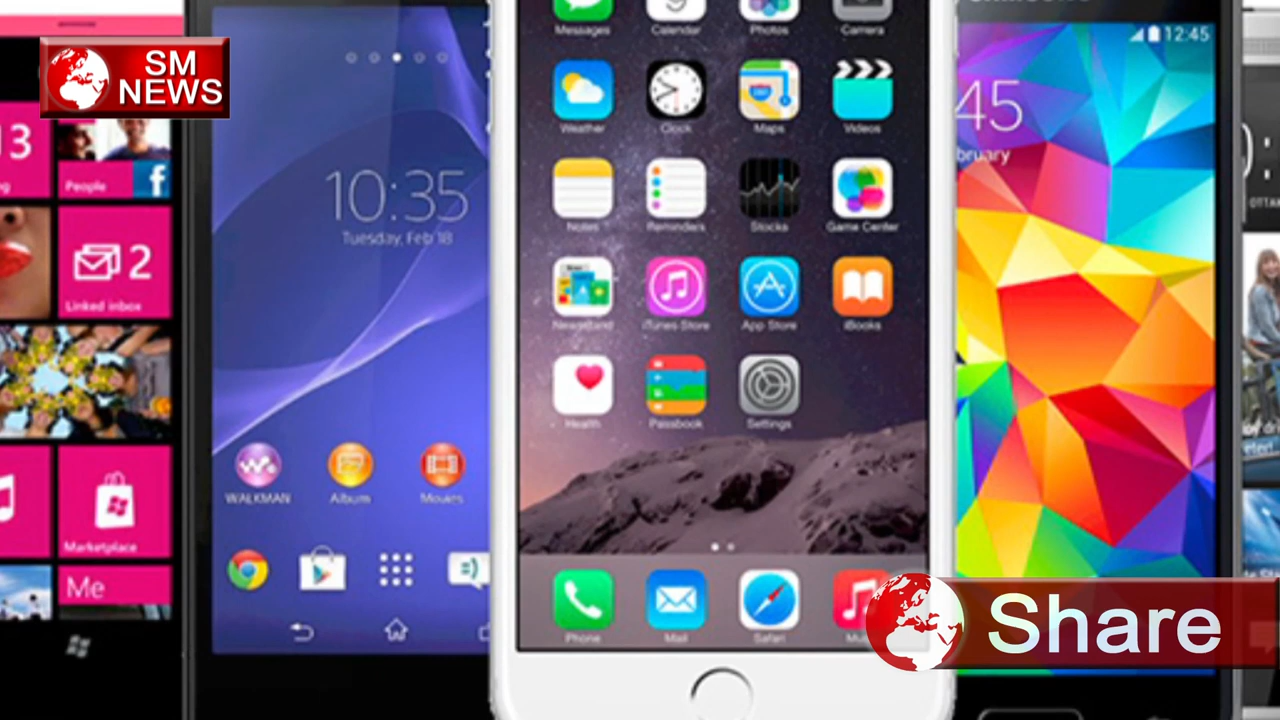 SM
NEWS
Messages
Calendar
Photos
Camera
12:45
Weather
Clock
Maps
Videos
45
bruary
3
People
f
10:35
Tuesday, Feb 18
Notes
Reminders
Stocks
Game Center
OTTAW
2
Linked inbox
Newsstand
iTunes Store
App Store
iBooks
Health
Passbook
Settings
WALKMAN
Album
Movies
Marketplace
Me
Phone
Mail
Safari
Share